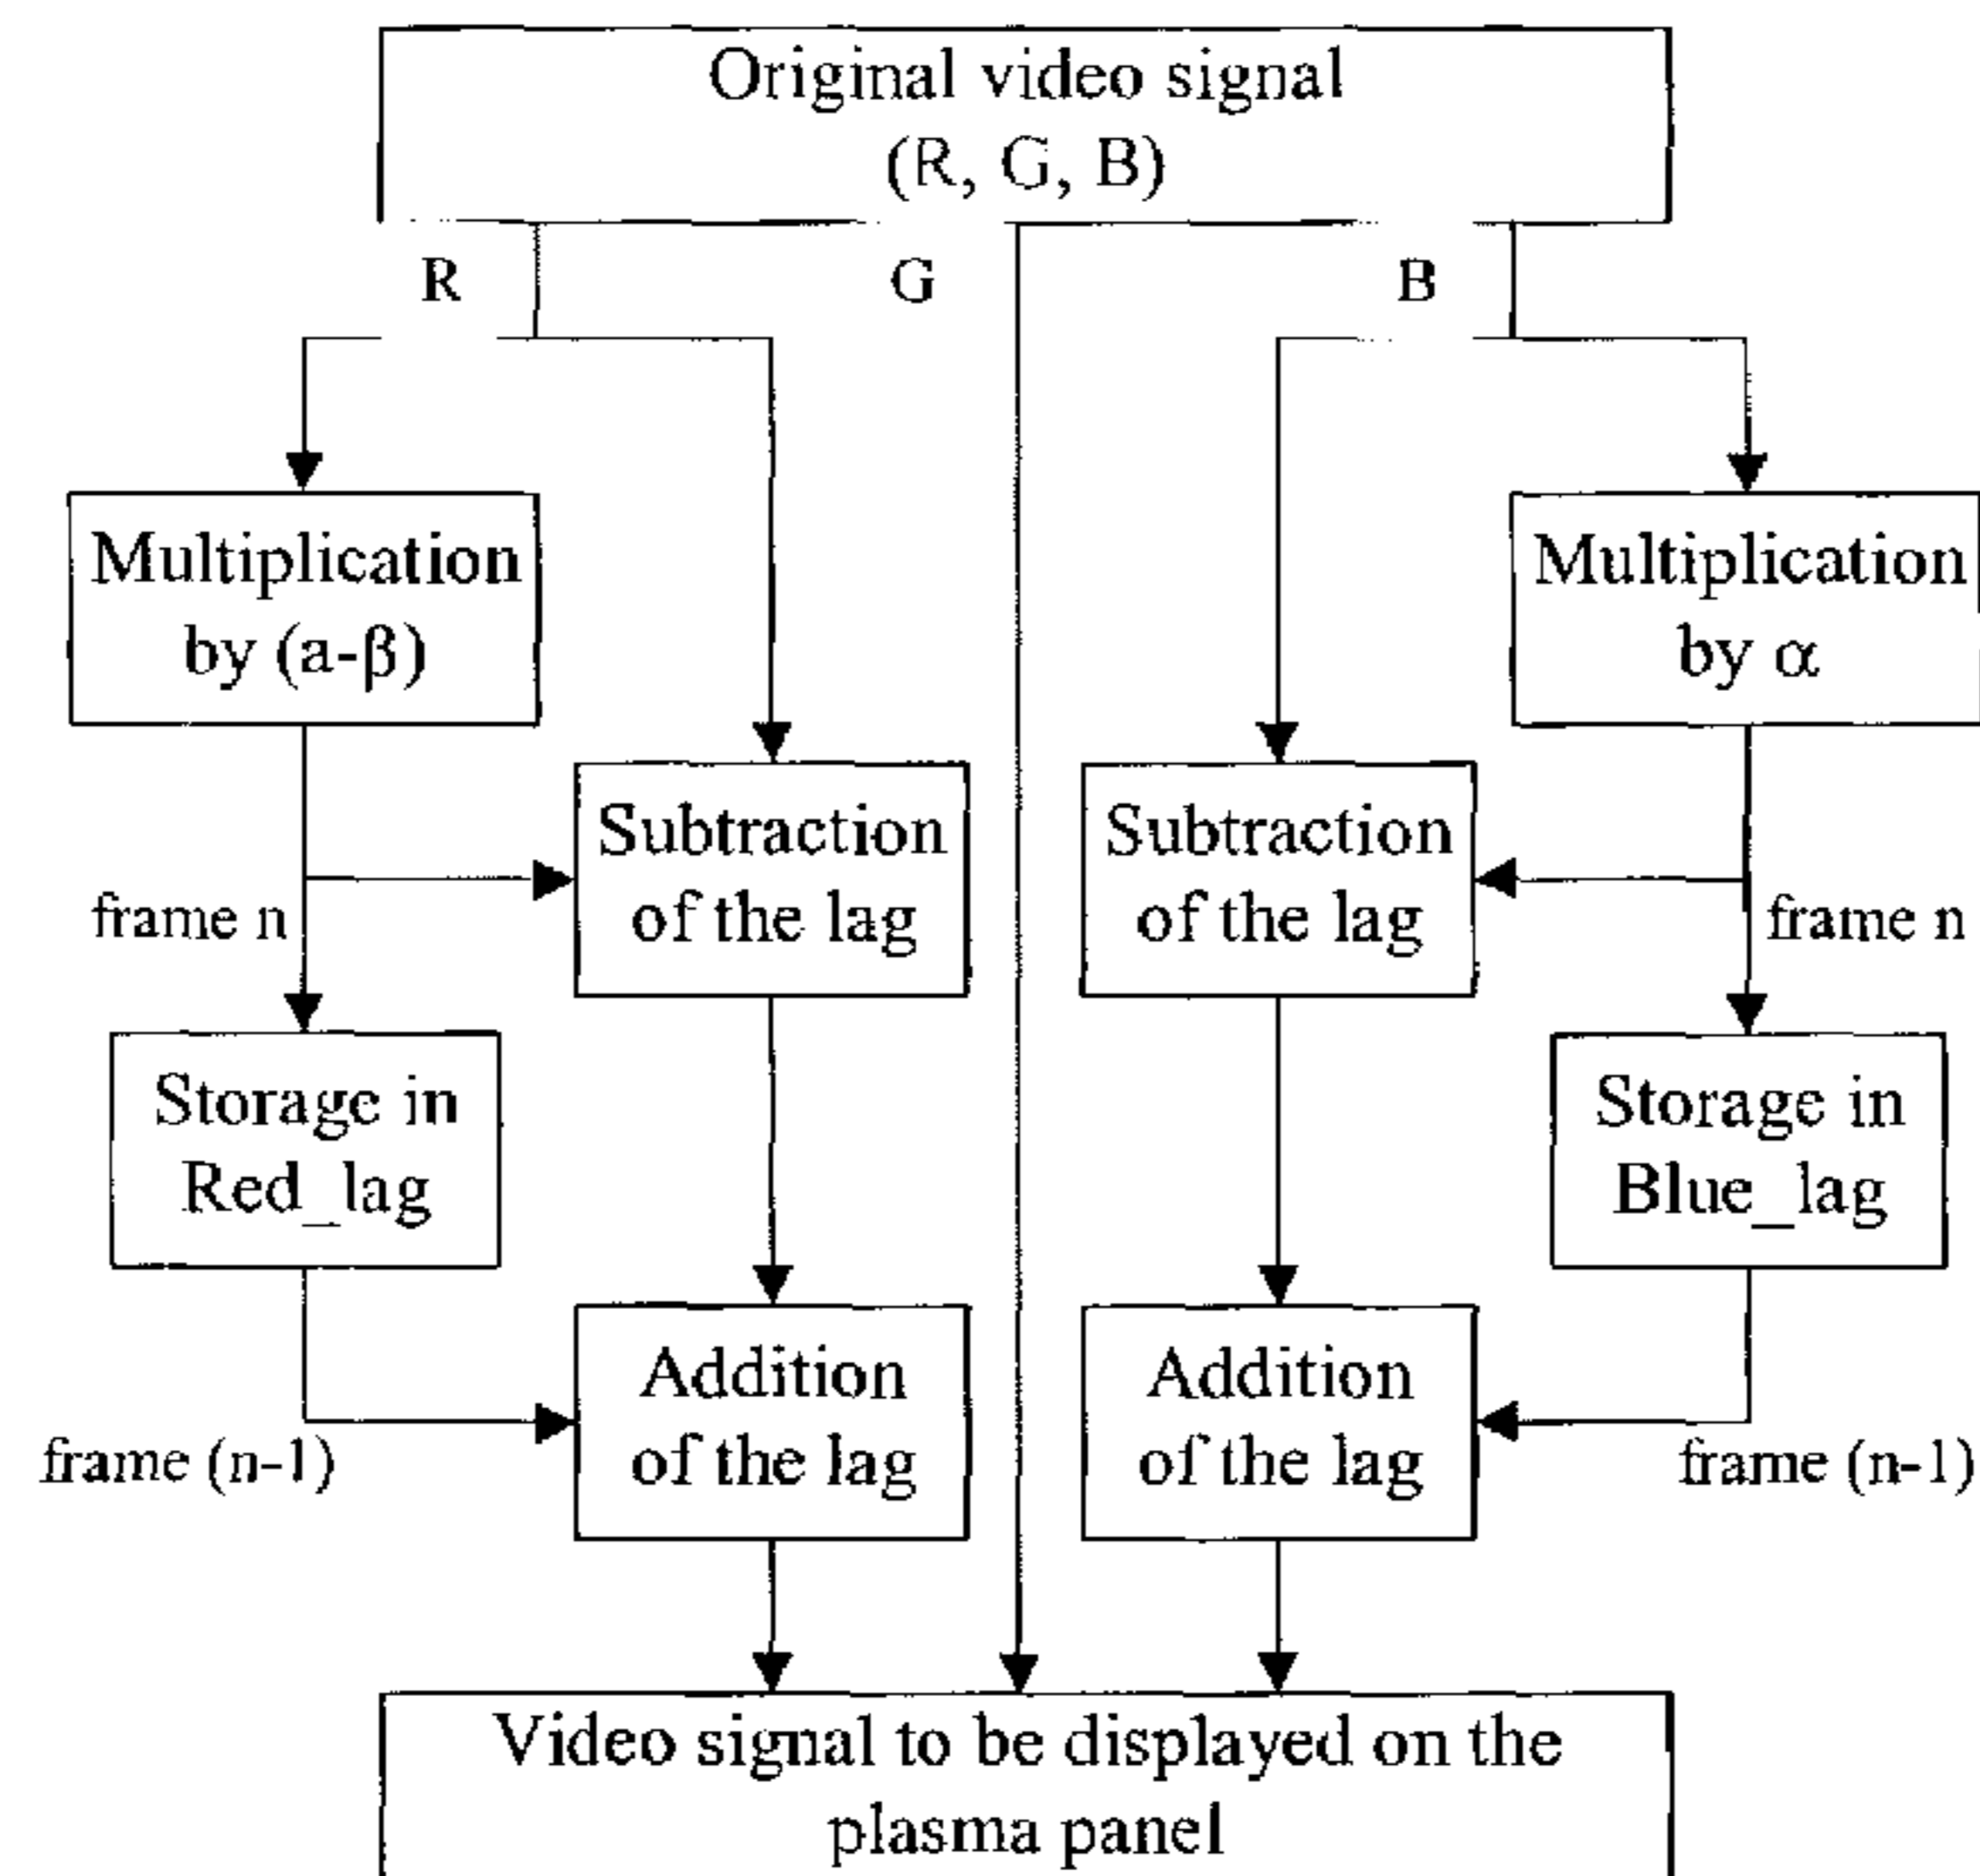 Original video signal
(R, G, B)
R
G
B
Multiplication
by (a-β)
Multiplication
by α
Subtraction
of the lag
Subtraction
of the lag
frame n
frame n
Storage in
Red_lag
Storage in
Blue_lag
Addition
of the lag
Addition
of the lag
frame (n-1)
frame (n-1)
Video signal to be displayed on the
plasma panel